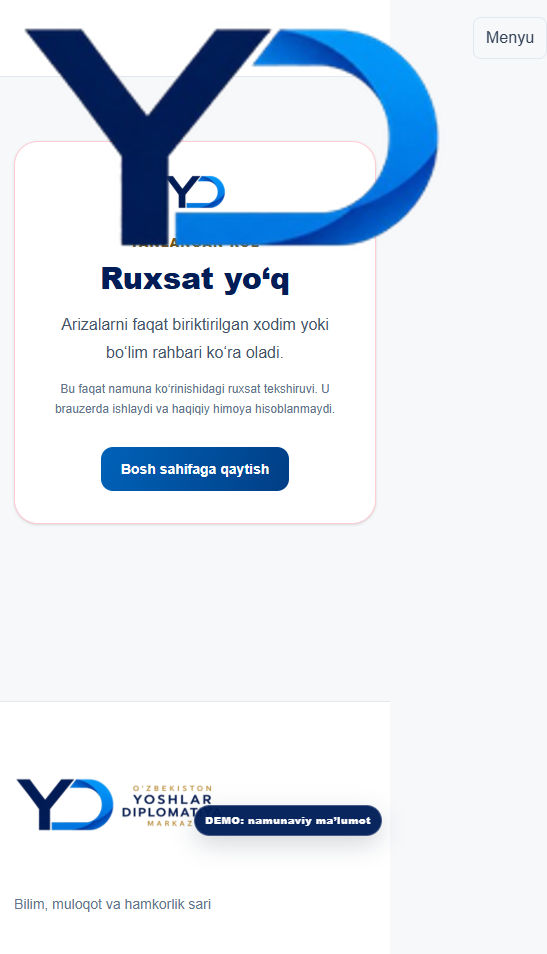 Menyu
YD
Ruxsat yo‘q
Arizalarni faqat biriktirilgan xodim yoki
bo‘lim rahbari ko‘ra oladi.
Bu faqat namuna ko‘rinishidagi ruxsat tekshiruvi. U
brauzerda ishlaydi va haqiqiy himoya hisoblanmaydi.
Bosh sahifaga qaytish
YD
O‘ZBEKISTON
YOSHLAR
DEMO: namunaviy ma’lumot
Bilim, muloqot va hamkorlik sari